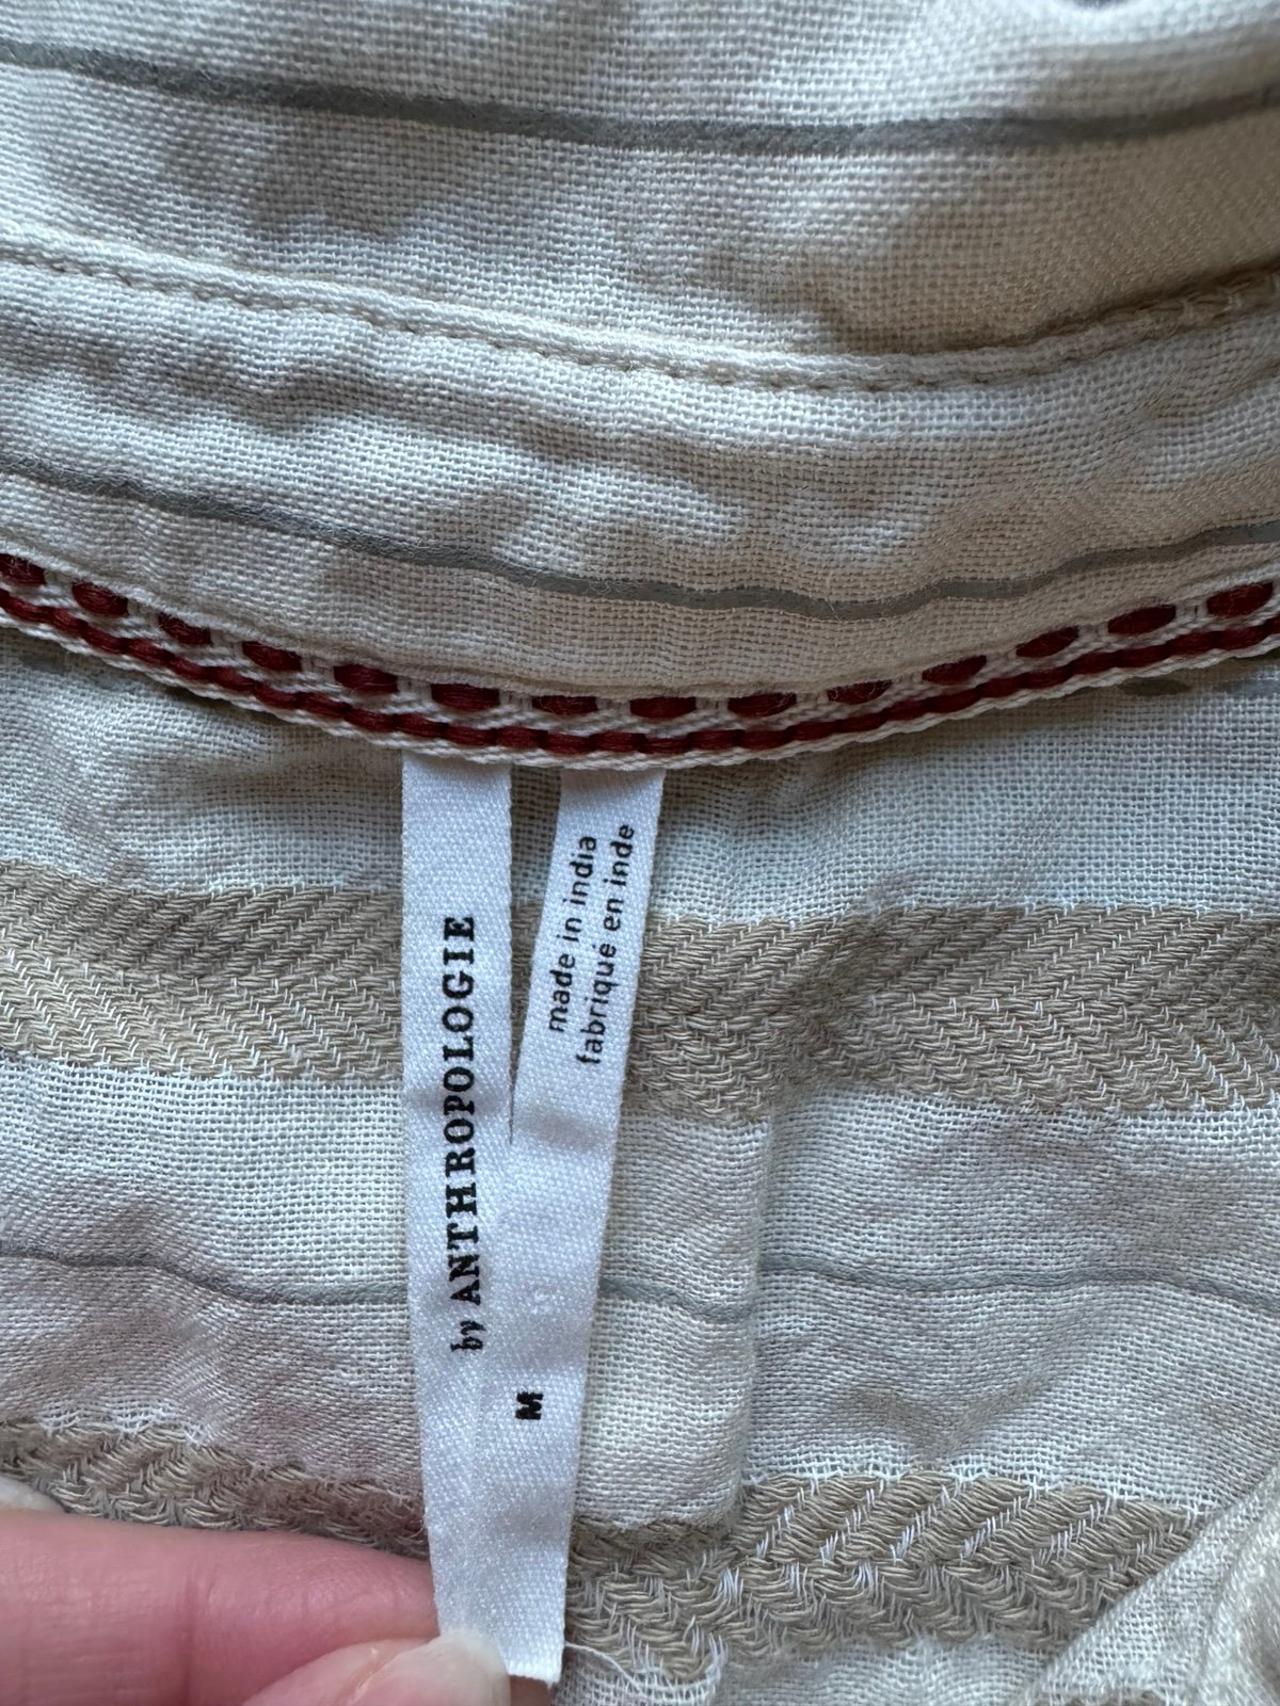 by ANTHROPOLOGIE
made in india
fabriqué en inde
M